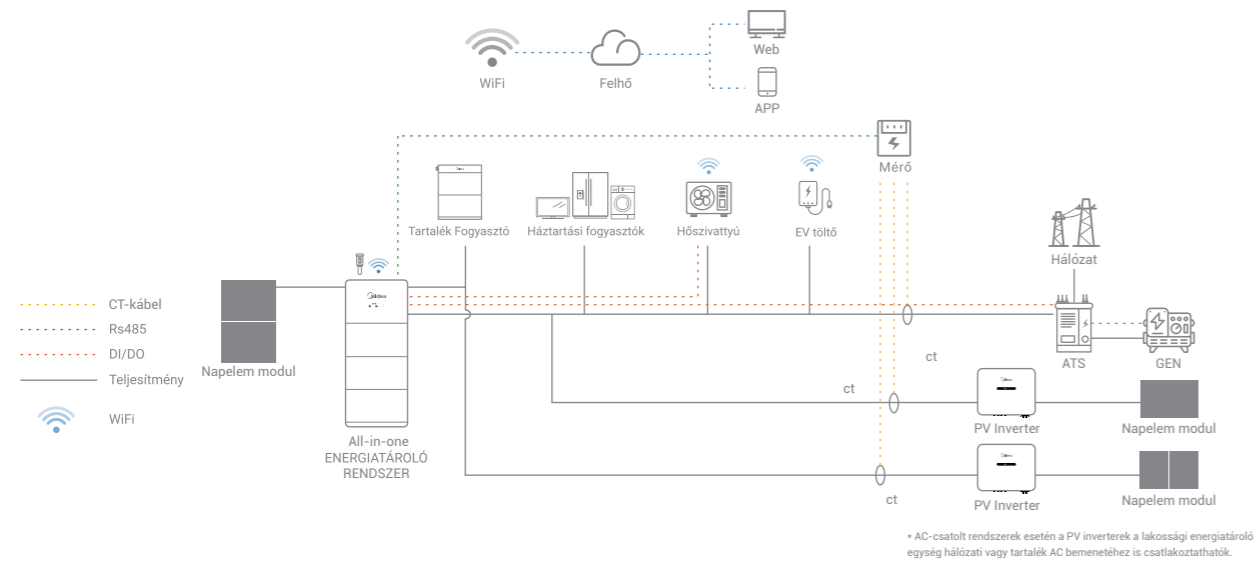 WiFi
Felhő
Web
APP
Mérő
Tartalék Fogyasztó
Háztartási fogyasztók
Hőszivattyú
EV töltő
Hálózat
CT-kábel
Rs485
DI/DO
Teljesítmény
WiFi
Napelem modul
Midea
All-in-one
ENERGIATÁROLÓ
RENDSZER
ct
ATS
GEN
ct
PV Inverter
Napelem modul
ct
PV Inverter
Napelem modul
* AC-csatolt rendszerek esetén a PV inverterek a lakossági energiatároló
egység hálózati vagy tartalék AC bemenetéhez is csatlakoztathatók.